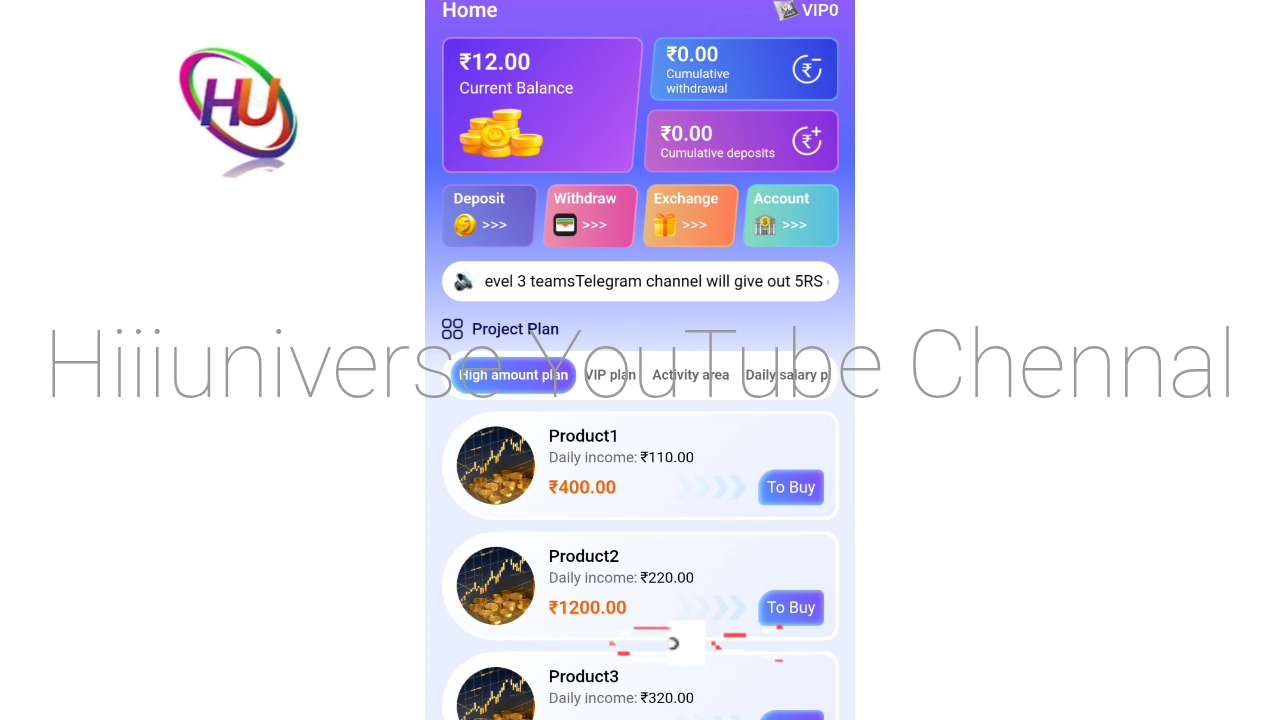 Home
VIP0
HU
₹12.00
Current Balance
₹0.00
Cumulative
withdrawal
₹0.00
Cumulative deposits
Deposit
>>>
Withdraw
>>>
Exchange
>>>
Account
>>>
evel 3 teamsTelegram channel will give out 5RS
Project Plan
Hiiiuniverse YouTube Chennal
High amount plan
VIP plan
Activity area
Daily salary p
Product1
Daily income: ₹110.00
₹400.00
To Buy
Product2
Daily income: ₹220.00
₹1200.00
To Buy
Product3
Daily income: ₹320.00